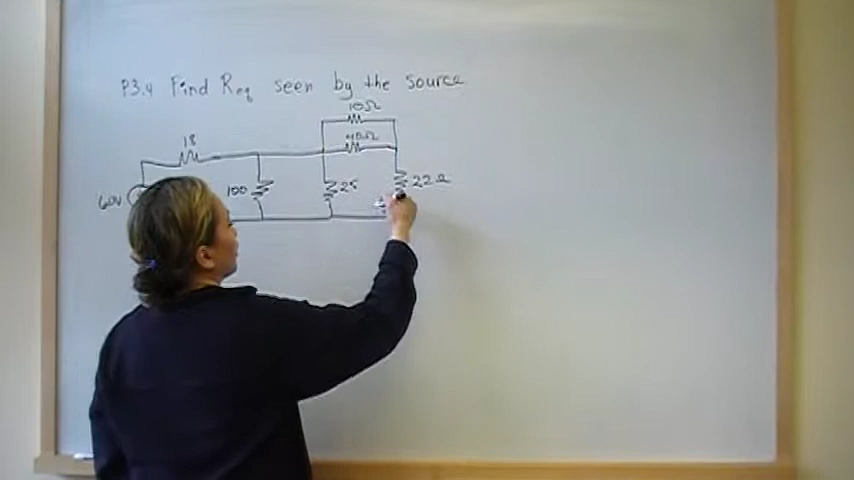 P3.4 Find Req seen by the source
10Ω
40Ω
18
60V
100
25
22Ω